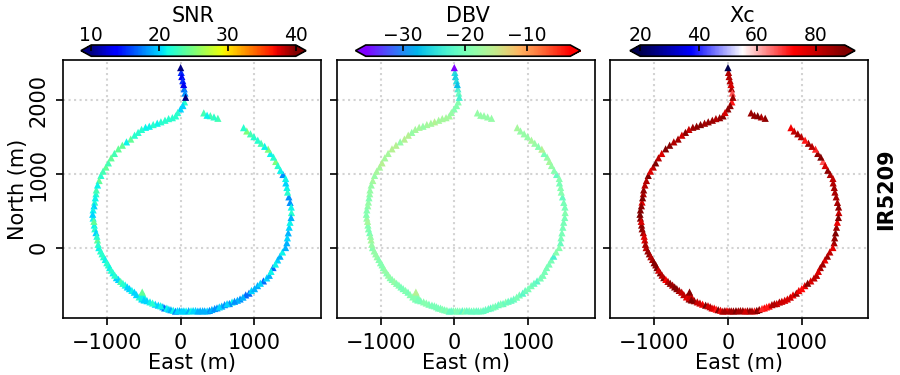 SNR DBV Xc
10 20 30 40 −30 −20 −10 20 40 60 80
2000
1000
0
North (m)
IR5209
−1000 0 1000 −1000 0 1000 −1000 0 1000
East (m) East (m) East (m)